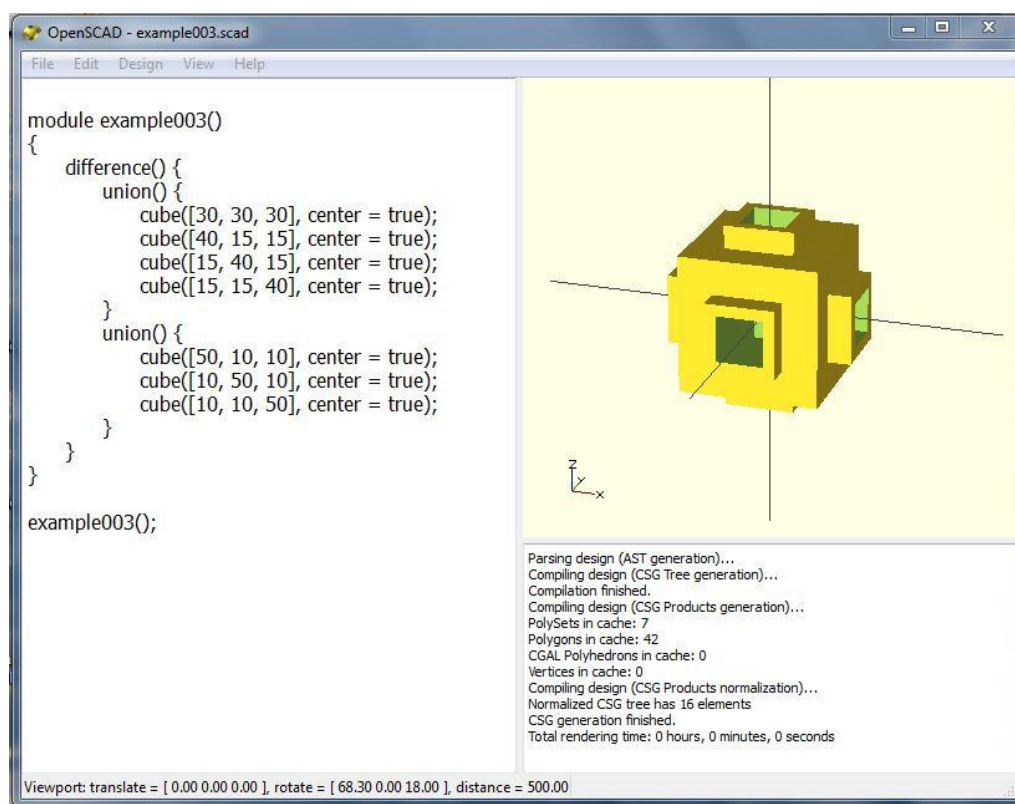 OpenSCAD - example003.scad
File Edit Design View Help
module example003()
{
    difference() {
        union() {
            cube([30, 30, 30], center = true);
            cube([40, 15, 15], center = true);
            cube([15, 40, 15], center = true);
            cube([15, 15, 40], center = true);
        }
        union() {
            cube([50, 10, 10], center = true);
            cube([10, 50, 10], center = true);
            cube([10, 10, 50], center = true);
        }
    }
}
example003();
Z
Y
X
Parsing design (AST generation)...
Compiling design (CSG Tree generation)...
Compilation finished.
Compiling design (CSG Products generation)...
PolySets in cache: 7
Polygons in cache: 42
CGAL Polyhedrons in cache: 0
Vertices in cache: 0
Compiling design (CSG Products normalization)...
Normalized CSG tree has 16 elements
CSG generation finished.
Total rendering time: 0 hours, 0 minutes, 0 seconds
Viewport: translate = [ 0.00 0.00 0.00 ], rotate = [ 68.30 0.00 18.00 ], distance = 500.00